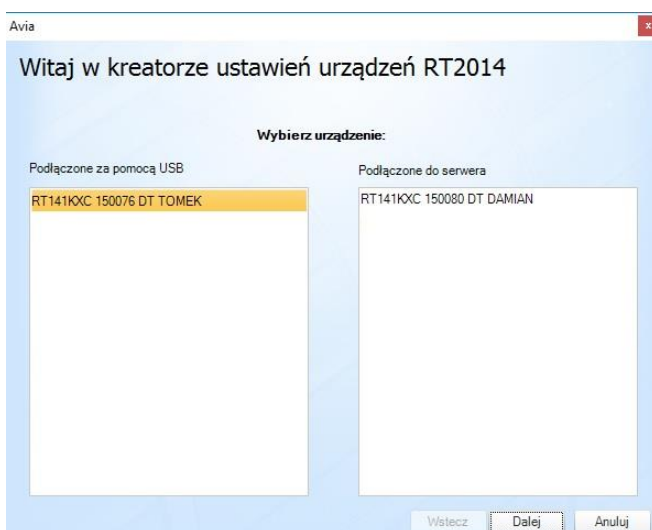 Avia
x
Witaj w kreatorze ustawień urządzeń RT2014
Wybierz urządzenie:
Podłączone za pomocą USB
RT141KXC 150076 DT TOMEK
Podłączone do serwera
RT141KXC 150080 DT DAMIAN
Wstecz Dalej Anuluj